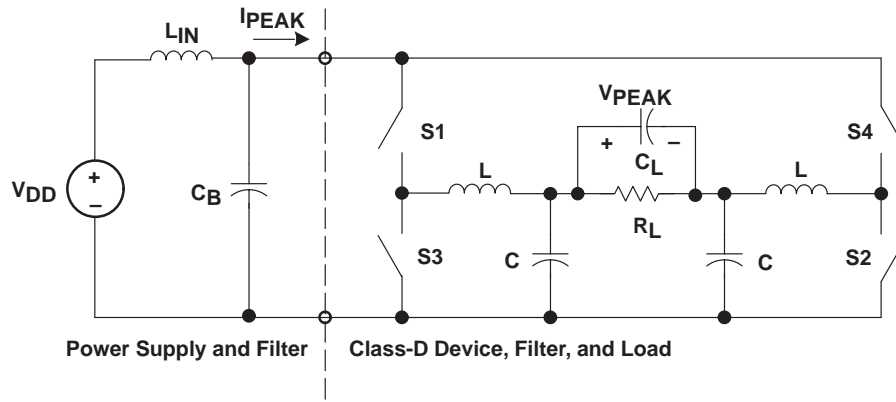 IPEAK
LIN
VPEAK
S1
S4
+
−
CL
L
L
VDD
+
−
CB
RL
S3
C
C
S2
Power Supply and Filter
Class-D Device, Filter, and Load